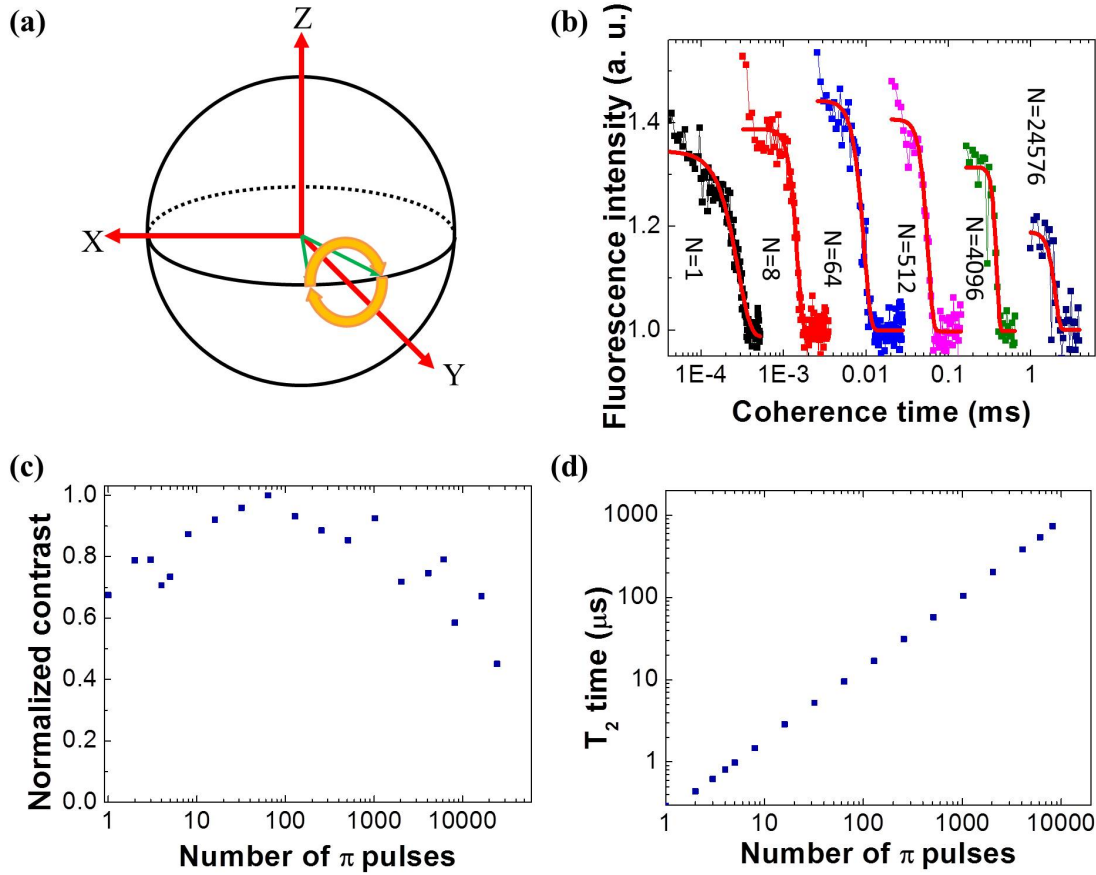 (a)
Z
X
Y
(b)
Fluorescence intensity (a. u.)
1.4
1.2
1.0
N=1
N=8
N=64
N=512
N=4096
N=24576
1E-4 1E-3 0.01 0.1 1
Coherence time (ms)
(c)
Normalized contrast
1.0
0.8
0.6
0.4
0.2
0.0
1 10 100 1000 10000
Number of π pulses
(d)
T₂ time (μs)
1000
100
10
1
1 10 100 1000 10000
Number of π pulses